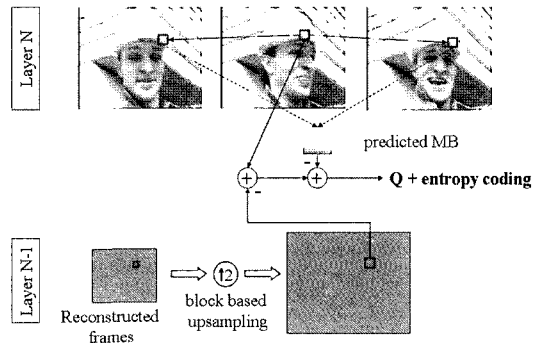 Layer N
predicted MB
+
-
+
-
Q + entropy coding
Layer N-1
↑2
block based
upsampling
Reconstructed
frames